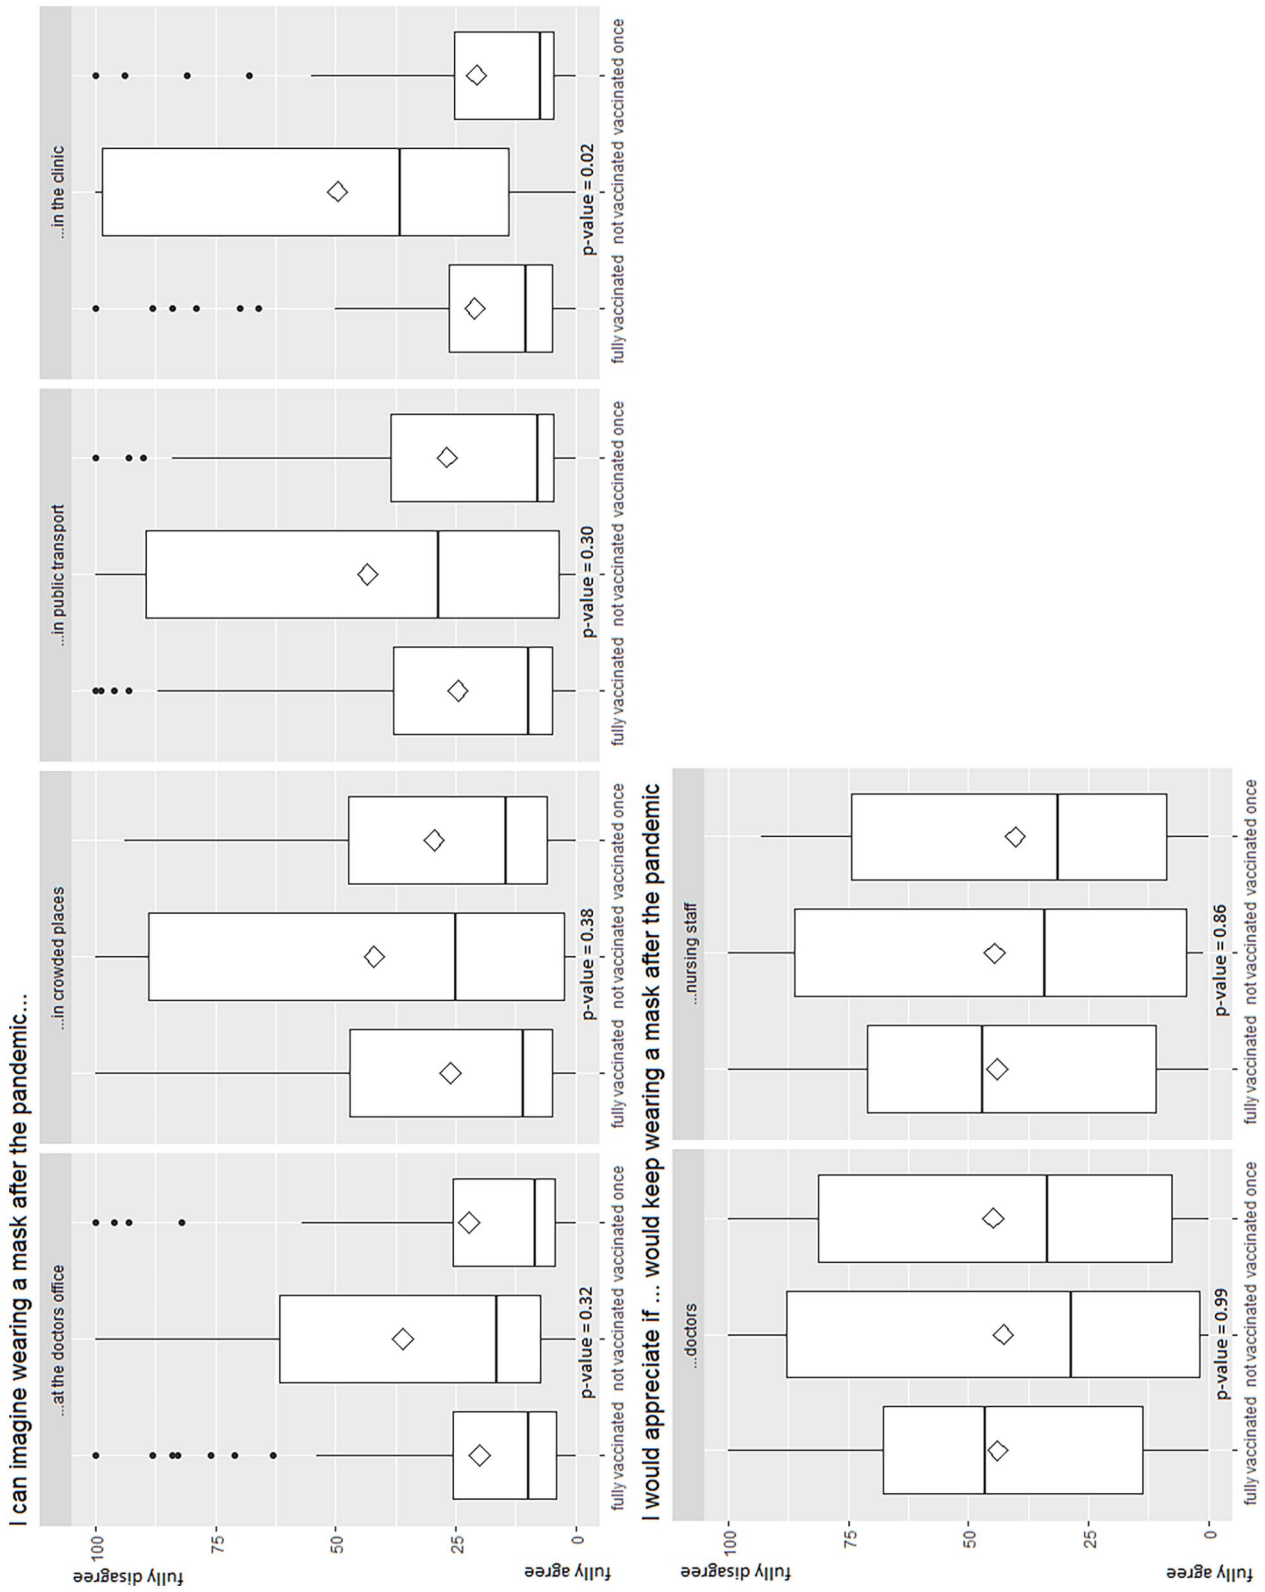 I can imagine wearing a mask after the pandemic...
...at the doctors office
...in crowded places
...in public transport
...in the clinic
fully disagree
100
75
50
25
0
fully agree
p-value = 0.32
p-value = 0.38
p-value = 0.30
p-value = 0.02
fully vaccinated not vaccinated vaccinated once
fully vaccinated not vaccinated vaccinated once
fully vaccinated not vaccinated vaccinated once
fully vaccinated not vaccinated vaccinated once
I would appreciate if ... would keep wearing a mask after the pandemic
...doctors
...nursing staff
fully disagree
100
75
50
25
0
fully agree
p-value = 0.99
p-value = 0.86
fully vaccinated not vaccinated vaccinated once
fully vaccinated not vaccinated vaccinated once